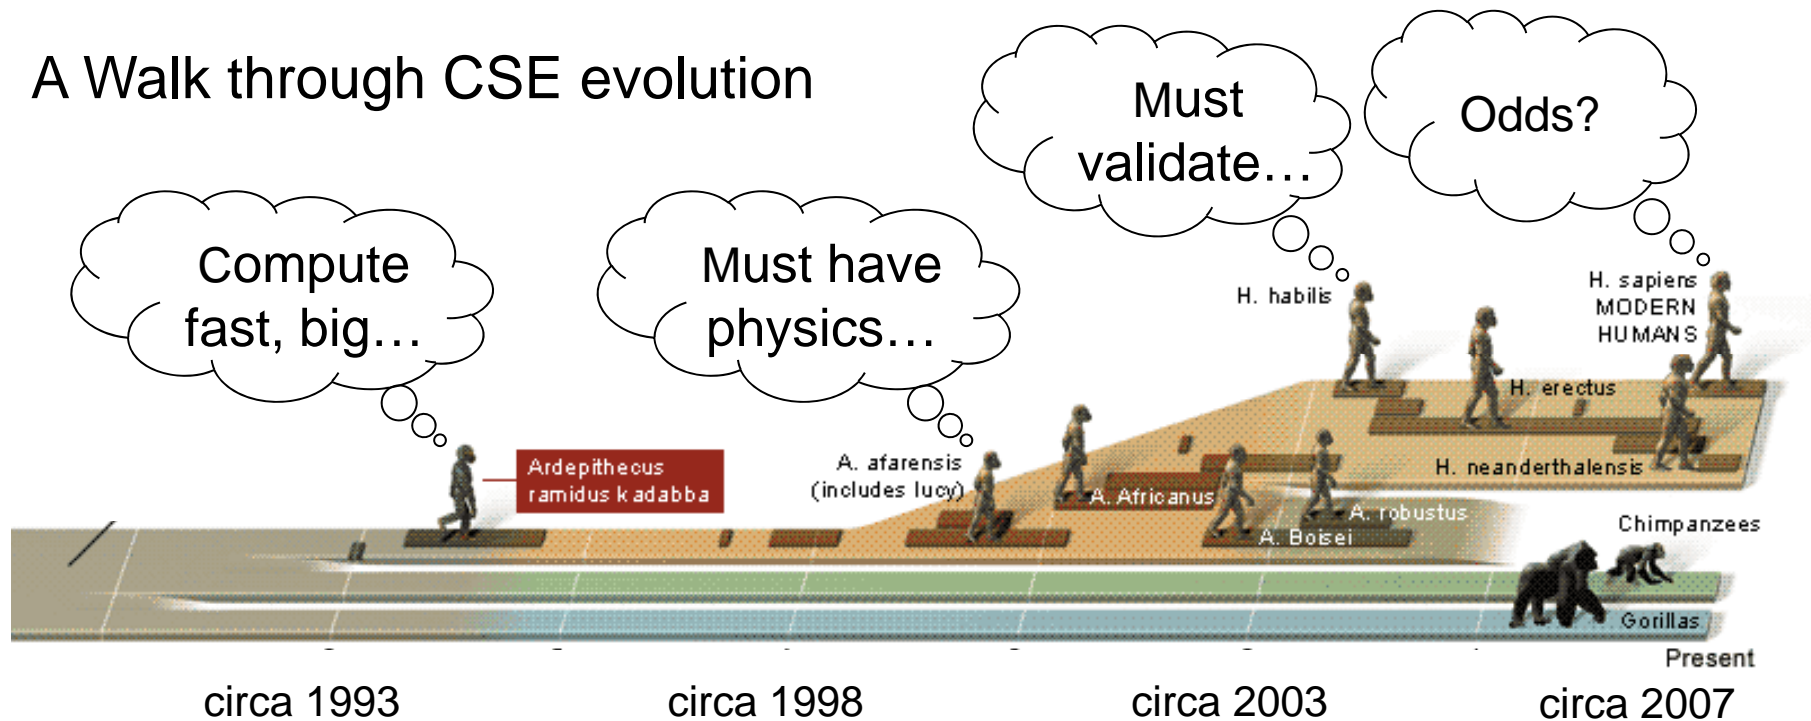 A Walk through CSE evolution
Must
validate…
Odds?
Compute
fast, big…
Must have
physics…
H. habilis
H. sapiens
MODERN
HUMANS
H. erectus
Ardepithecus
ramidus kadabba
A. afarensis
(includes lucy)
A. Africanus
H. neanderthalensis
A. robustus
A. Boisei
Chimpanzees
Gorillas
Present
circa 1993
circa 1998
circa 2003
circa 2007